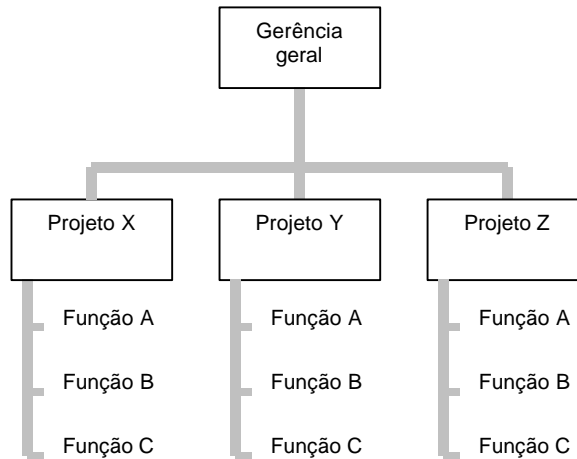 Gerência
geral
Projeto X
Projeto Y
Projeto Z
Função A
Função A
Função A
Função B
Função B
Função B
Função C
Função C
Função C